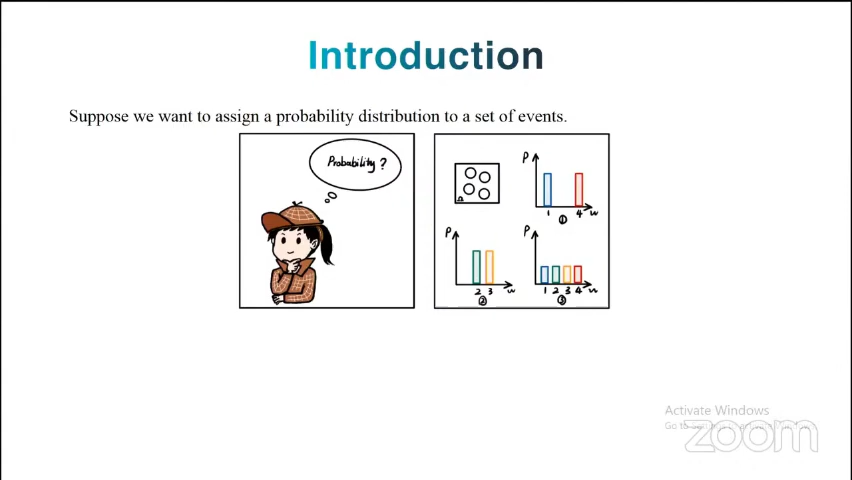 Introduction
Suppose we want to assign a probability distribution to a set of events.
Probability?
Ω
P
1 4 w
①
P
2 3 w
②
P
1 2 3 4 w
③
Activate Windows
zoom